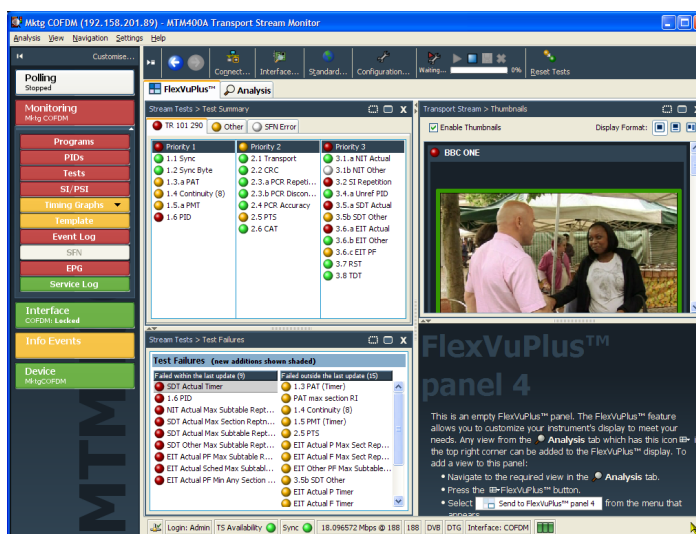 Mktg COFDM (192.158.201.89) - MTM400A Transport Stream Monitor
Analysis View Navigation Settings Help
Customise...
Connect... Interface... Standard... Configuration... Waiting... 0% Reset Tests
Polling
Stopped
Monitoring
Mktg COFDM
Programs
PIDs
Tests
SI/PSI
Timing Graphs
Template
Event Log
SFN
EPG
Service Log
Interface
COFDM: Locked
Info Events
Device
MktgCOFDM
MTM
FlexVuPlus™ Analysis
Stream Tests > Test Summary
TR 101 290 Other SFN Error
Priority 1
1.1 Sync
1.2 Sync Byte
1.3.a PAT
1.4 Continuity (8)
1.5.a PMT
1.6 PID
Priority 2
2.1 Transport
2.2 CRC
2.3.a PCR Repeti...
2.3.b PCR Discon...
2.4 PCR Accuracy
2.5 PTS
2.6 CAT
Priority 3
3.1.a NIT Actual
3.1b NIT Other
3.2 SI Repetition
3.4.a Unref PID
3.5.a SDT Actual
3.5b SDT Other
3.6.a EIT Actual
3.6.b EIT Other
3.6.c EIT PF
3.7 RST
3.8 TDT
Transport Stream > Thumbnails
Enable Thumbnails Display Format:
BBC ONE
Stream Tests > Test Failures
Test Failures (new additions shown shaded)
Failed within the last update (9)
SDT Actual Timer
1.6 PID
NIT Actual Max Subtable Rept...
SDT Actual Max Section Reptn...
SDT Actual Max Subtable Rept...
SDT Other Max Subtable Rept...
EIT Actual PF Max Subtable R...
EIT Actual Sched Max Subtabl...
EIT Actual PF Min Any Section ...
Failed outside the last update (15)
1.3 PAT (Timer)
PAT max section RI
1.4 Continuity (8)
1.5 PMT (Timer)
2.5 PTS
EIT Actual P Max Sect Rep...
EIT Actual F Max Sect Rep...
EIT Other PF Max Subtable...
3.5b SDT Other
EIT Actual P Timer
EIT Actual F Timer
FlexVuPlus™
panel 4
This is an empty FlexVuPlus™ panel. The FlexVuPlus™ feature
allows you to customize your instrument's display to meet your
needs. Any view from the Analysis tab which has this icon in
the top right corner can be added to the FlexVuPlus™ display. To
add a view to this panel:
• Navigate to the required view in the Analysis tab.
• Press the FlexVuPlus™ button.
• Select Send to FlexVuPlus™ panel 4 from the menu that
appears.
Login: Admin TS Availability Sync 18.096572 Mbps @ 188 188 DVB DTG Interface: COFDM